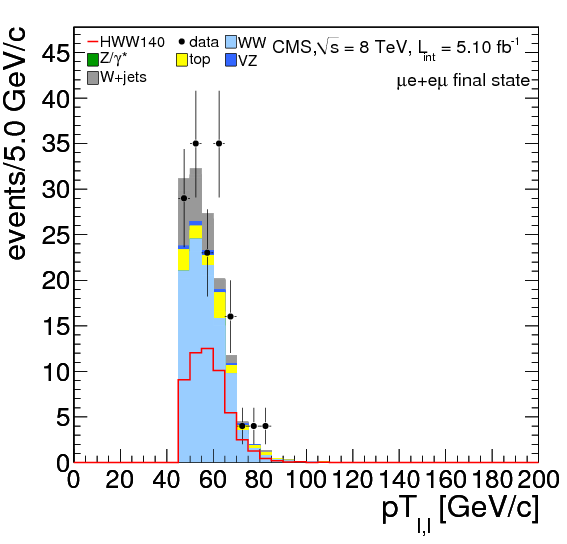 HWW140 data WW CMS,√s = 8 TeV, L_int = 5.10 fb⁻¹
Z/γ* top VZ
W+jets μe+eμ final state
events/5.0 GeV/c
45
40
35
30
25
20
15
10
5
0
0 20 40 60 80 100 120 140 160 180 200
pT_l,l [GeV/c]